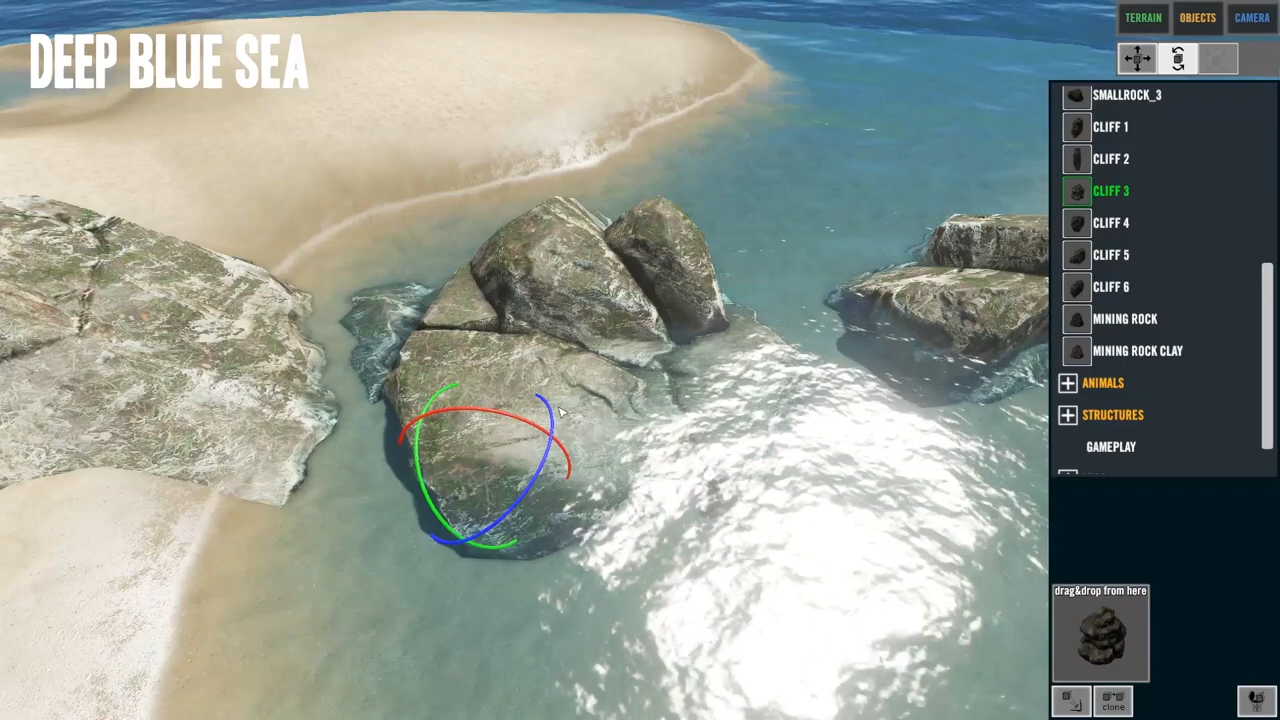 DEEP BLUE SEA
TERRAIN OBJECTS CAMERA
SMALLROCK_3
CLIFF 1
CLIFF 2
CLIFF 3
CLIFF 4
CLIFF 5
CLIFF 6
MINING ROCK
MINING ROCK CLAY
ANIMALS
STRUCTURES
GAMEPLAY
drag&drop from here
clone